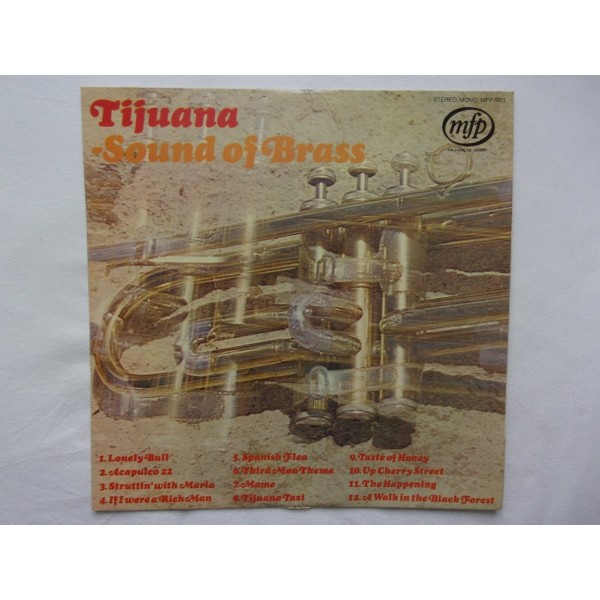 STEREO/MONO MFP
mfp
Tijuana
-Sound of Brass
1. Lonely Bull
2. Acapulco 22
3. Struttin' with Maria
4. If I were a Rich Man
5. Spanish Flea
6. Third Man Theme
7. Mame
8. Tijuana Taxi
9. Taste of Honey
10. Up Cherry Street
11. The Happening
12. A Walk in the Black Forest